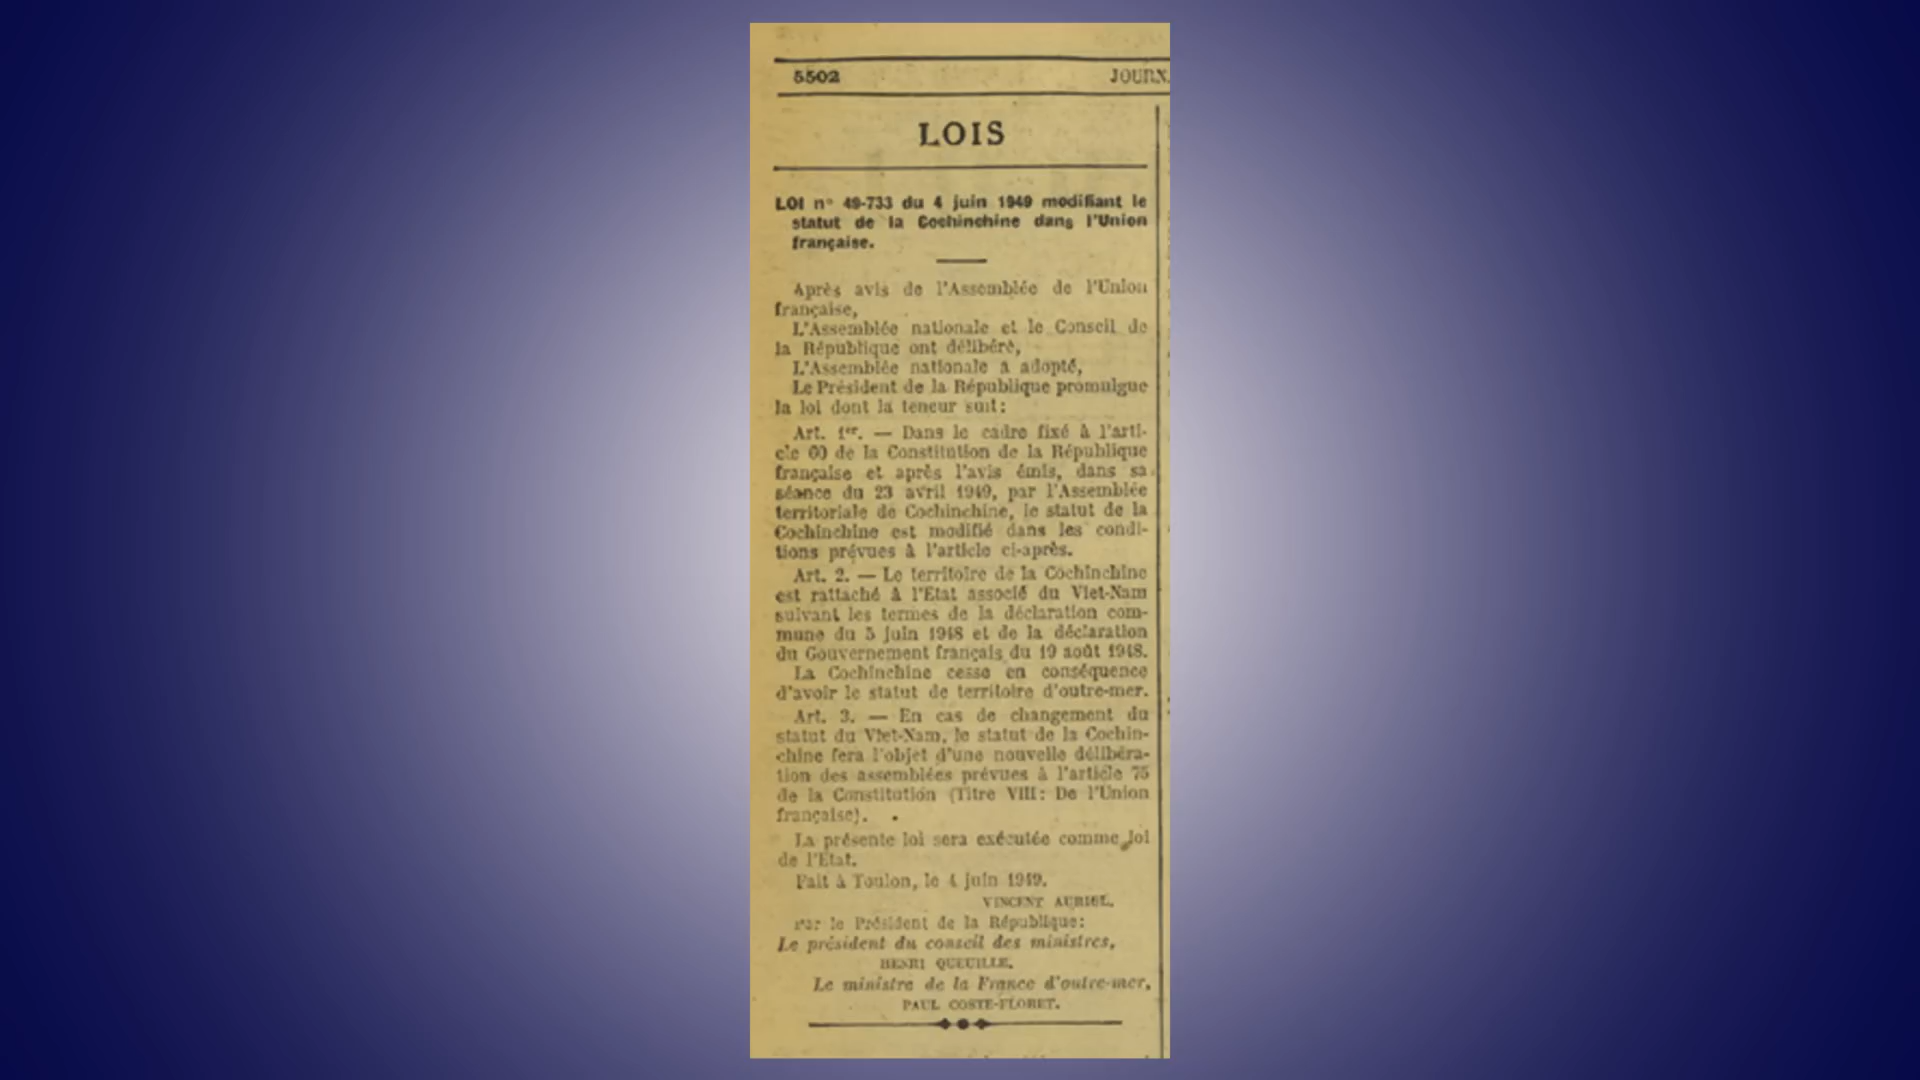 5502
JOURN
LOIS
LOI n° 49-733 du 4 juin 1949 modifiant le
statut de la Cochinchine dans l'Union
française.
Après avis de l'Assemblée de l'Union
française,
L'Assemblée nationale et le Conseil de
la République ont délibéré,
L'Assemblée nationale a adopté,
Le Président de la République promulgue
la loi dont la teneur suit:
Art. 1er. — Dans le cadre fixé à l'arti-
cle 60 de la Constitution de la République
française et après l'avis émis, dans sa
séance du 23 avril 1949, par l'Assemblée
territoriale de Cochinchine, le statut de la
Cochinchine est modifié dans les condi-
tions prévues à l'article ci-après.
Art. 2. — Le territoire de la Cochinchine
est rattaché à l'Etat associé du Viet-Nam
suivant les termes de la déclaration com-
mune du 5 juin 1948 et de la déclaration
du Gouvernement français du 19 août 1948.
La Cochinchine cesse en conséquence
d'avoir le statut de territoire d'outre-mer.
Art. 3. — En cas de changement du
statut du Viet-Nam, le statut de la Cochin-
chine fera l'objet d'une nouvelle délibéra-
tion des assemblées prévues à l'article 75
de la Constitution (Titre VIII: De l'Union
française).
La présente loi sera exécutée comme loi
de l'Etat.
Fait à Toulon, le 4 juin 1949.
VINCENT AURIOL.
Par le Président de la République:
Le président du conseil des ministres,
HENRI QUEUILLE.
Le ministre de la France d'outre-mer,
PAUL COSTE-FLORET.